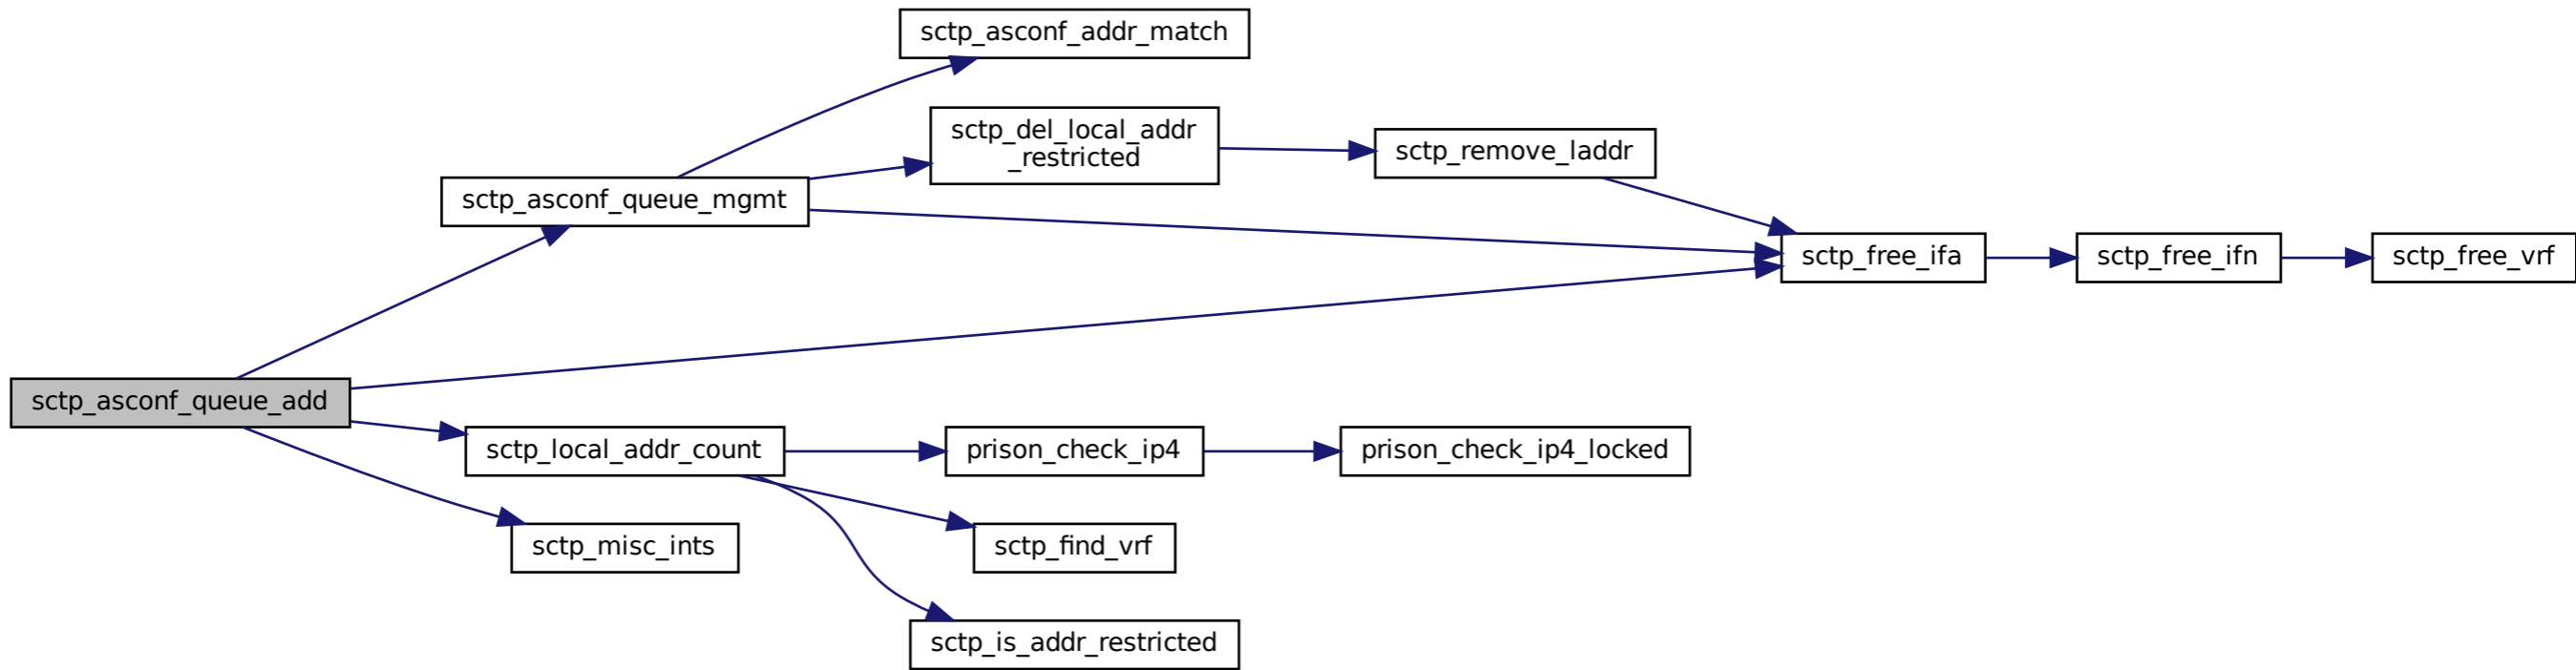 sctp_asconf_addr_match
sctp_del_local_addr
_restricted
sctp_remove_laddr
sctp_asconf_queue_mgmt
sctp_free_ifa
sctp_free_ifn
sctp_free_vrf
sctp_asconf_queue_add
sctp_local_addr_count
prison_check_ip4
prison_check_ip4_locked
sctp_misc_ints
sctp_find_vrf
sctp_is_addr_restricted